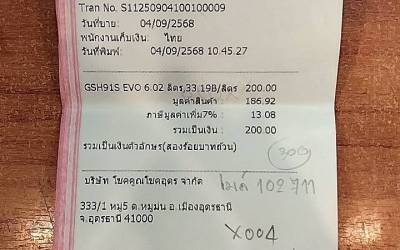 Tran No. S11250904100100009
วันที่ขาย: 04/09/2568
พนักงานเก็บเงิน: ไทย
วันที่พิมพ์: 04/09/2568 10.45.27
GSH91S EVO 6.02 ลิตร,33.19B/ลิตร 200.00
มูลค่าสินค้า : 186.92
ภาษีมูลค่าเพิ่ม7% : 13.08
รวมเป็นเงิน : 200.00
รวมเป็นเงินตัวอักษร(สองร้อยบาทถ้วน)
บริษัท โชคคูณโชคอุดร จำกัด
ไมล์ 102711
333/1 หมู่5 ต.หมูม่น อ.เมืองอุดรธานี
จ.อุดรธานี 41000
X004